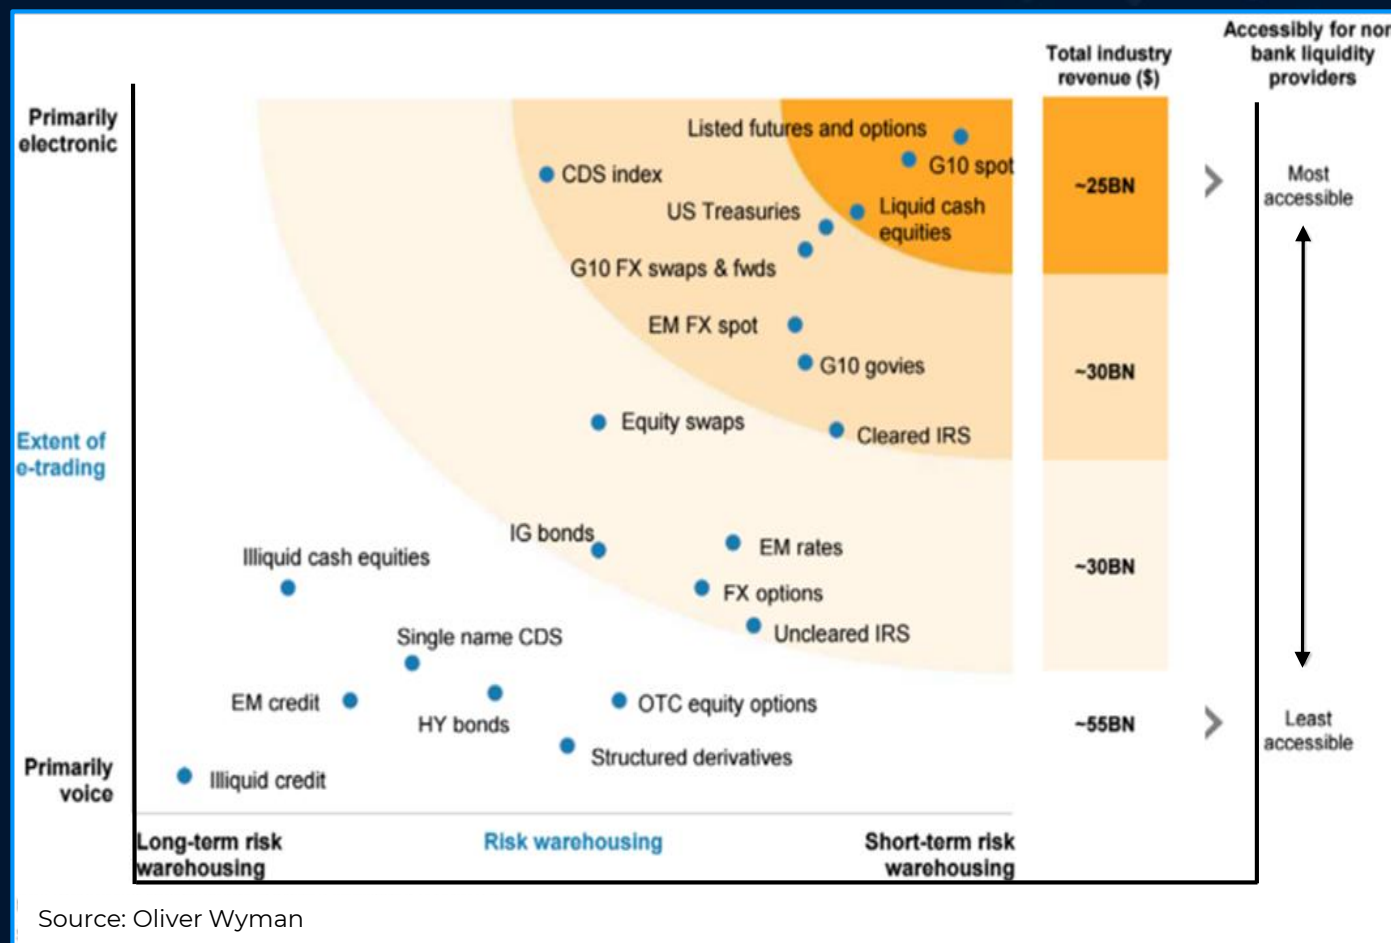 Accessibly for non
bank liquidity
providers
Total industry
revenue ($)
Primarily
electronic
Listed futures and options
G10 spot
CDS index
US Treasuries
Liquid cash
equities
G10 FX swaps & fwds
EM FX spot
G10 govies
Equity swaps
Cleared IRS
Extent of
e-trading
IG bonds
EM rates
Illiquid cash equities
FX options
Uncleared IRS
Single name CDS
EM credit
HY bonds
OTC equity options
Structured derivatives
Primarily
voice
Illiquid credit
Long-term risk
warehousing
Risk warehousing
Short-term risk
warehousing
~25BN
~30BN
~30BN
~55BN
Most
accessible
Least
accessible
Source: Oliver Wyman